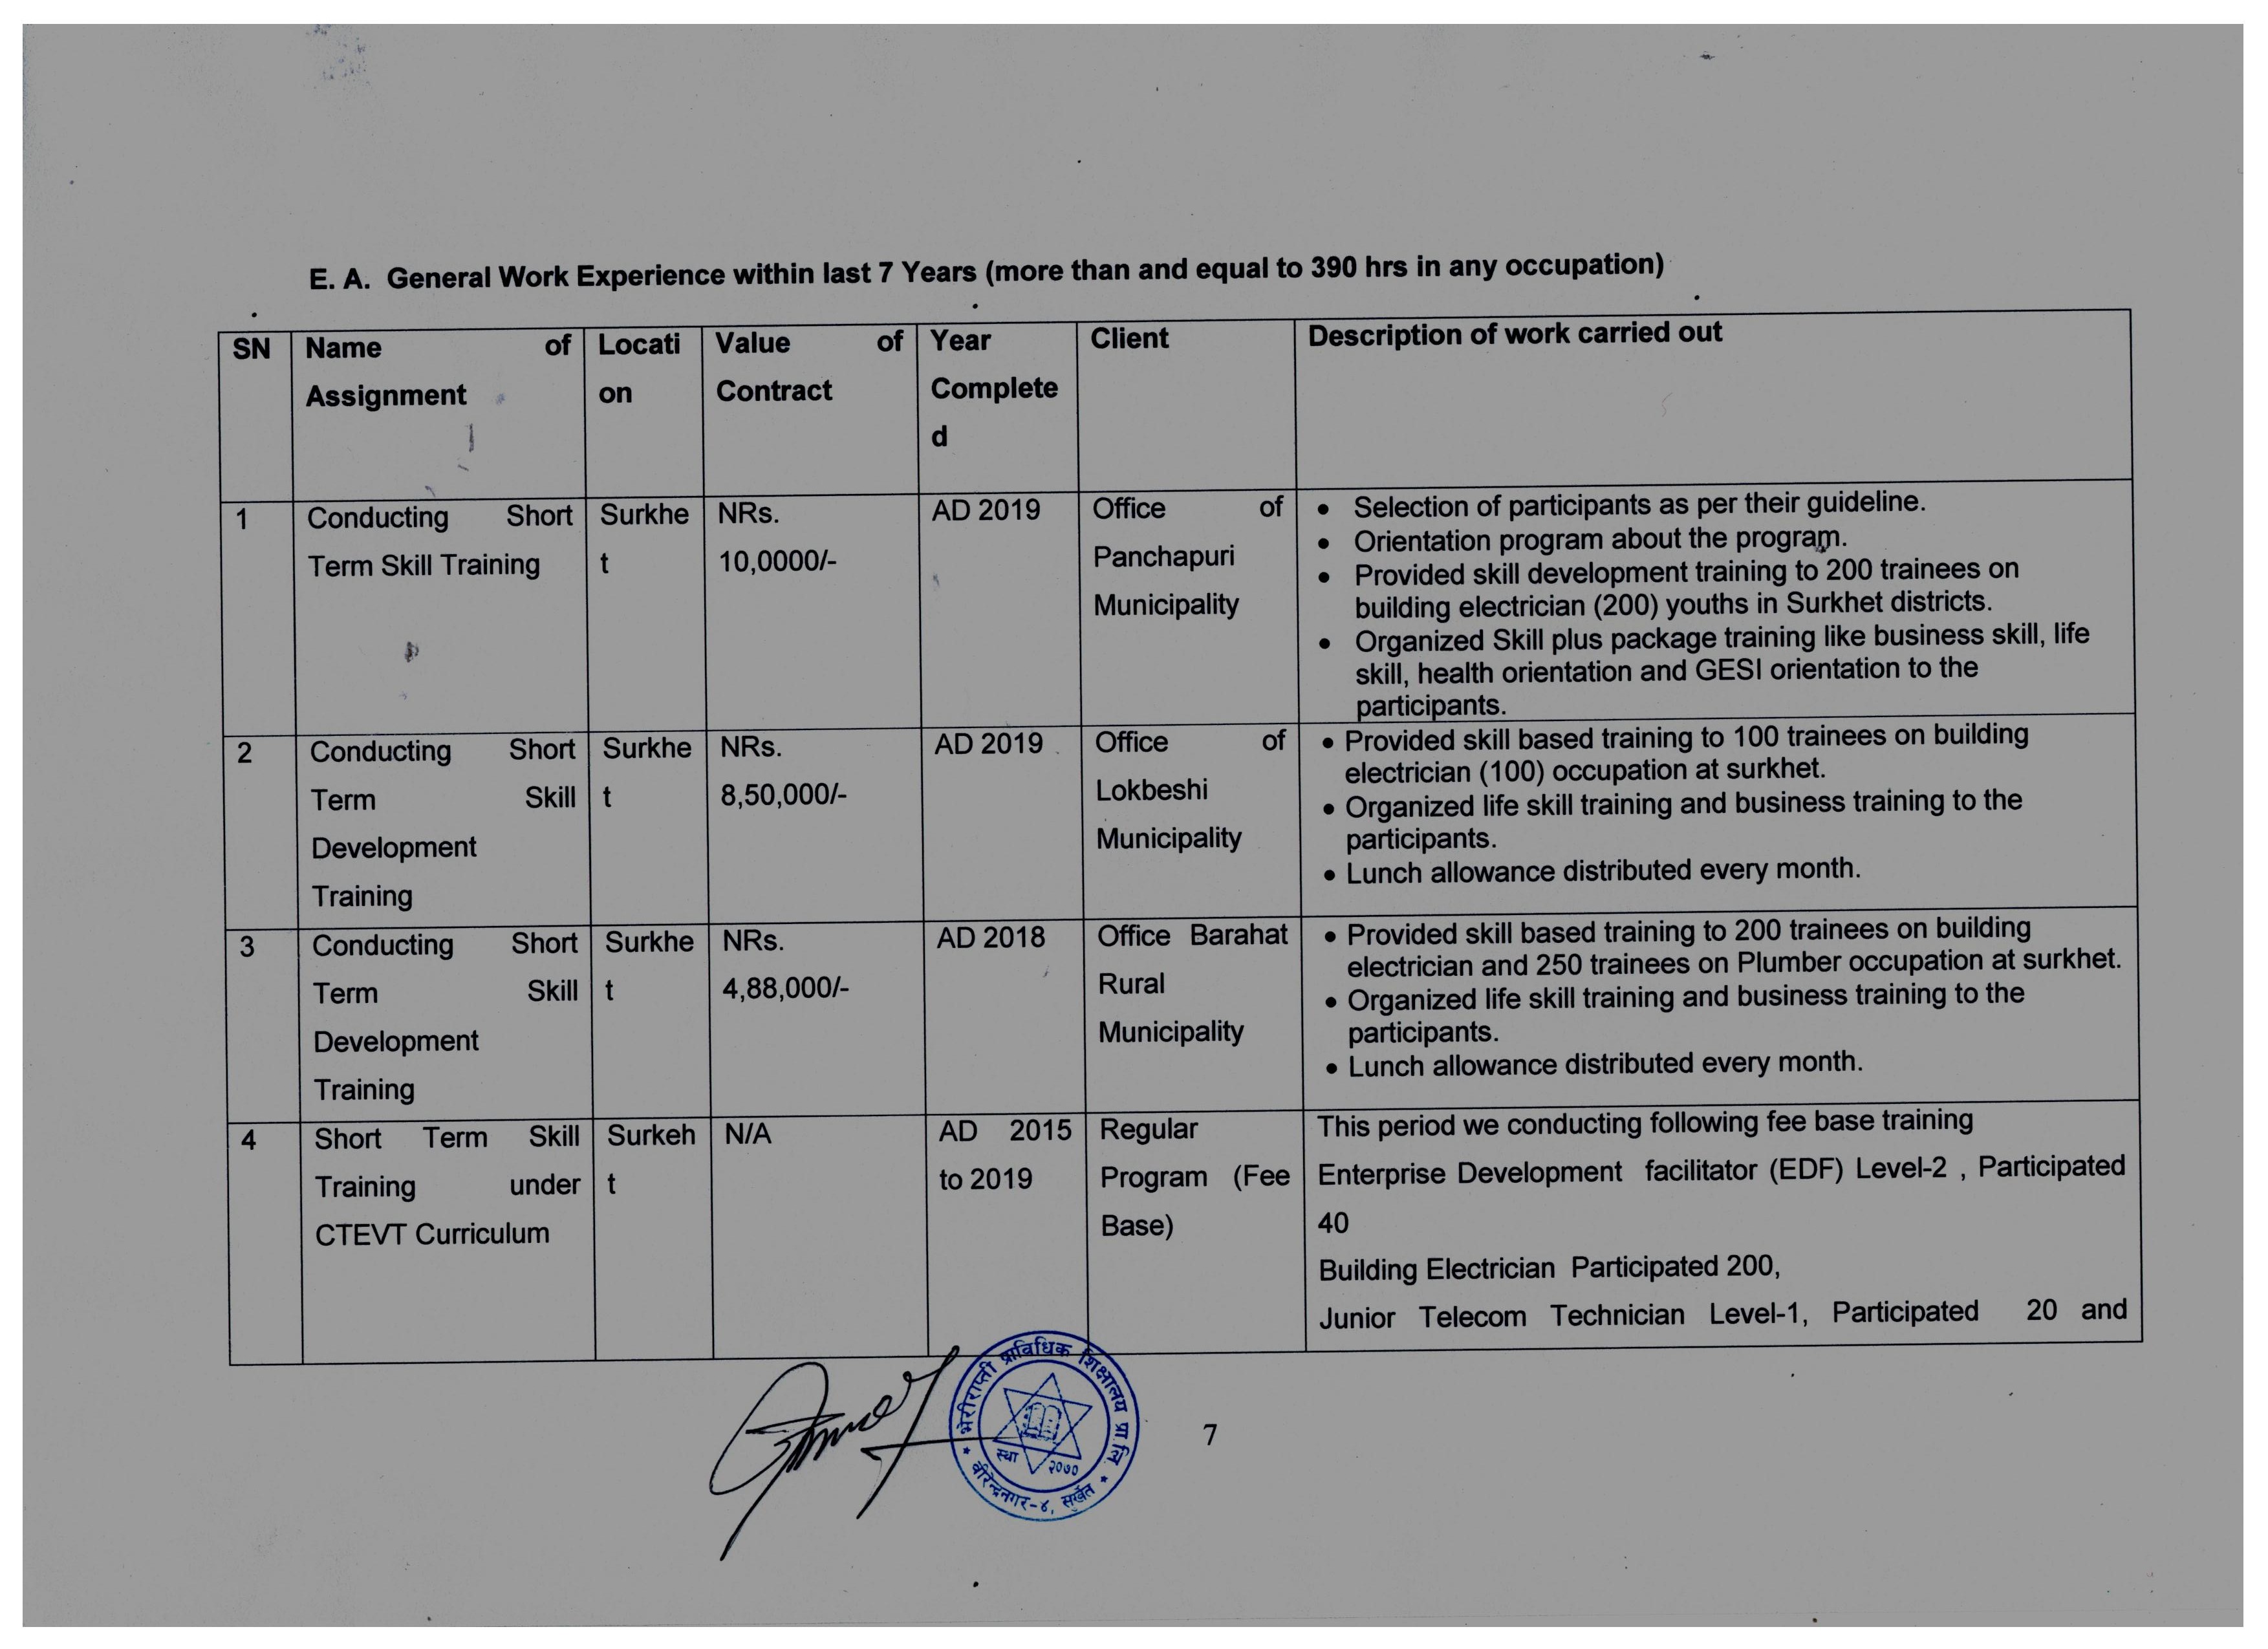 E. A. General Work Experience within last 7 Years (more than and equal to 390 hrs in any occupation)
SN
Name of
Assignment
Locati
on
Value of
Contract
Year
Complete
d
Client
Description of work carried out
1
Conducting Short
Term Skill Training
Surkhe
t
NRs.
10,0000/-
AD 2019
Office of
Panchapuri
Municipality
• Selection of participants as per their guideline.
• Orientation program about the program.
• Provided skill development training to 200 trainees on
building electrician (200) youths in Surkhet districts.
• Organized Skill plus package training like business skill, life
skill, health orientation and GESI orientation to the
participants.
2
Conducting Short
Term Skill
Development
Training
Surkhe
t
NRs.
8,50,000/-
AD 2019
Office of
Lokbeshi
Municipality
• Provided skill based training to 100 trainees on building
electrician (100) occupation at surkhet.
• Organized life skill training and business training to the
participants.
• Lunch allowance distributed every month.
3
Conducting Short
Term Skill
Development
Training
Surkhe
t
NRs.
4,88,000/-
AD 2018
Office Barahat
Rural
Municipality
• Provided skill based training to 200 trainees on building
electrician and 250 trainees on Plumber occupation at surkhet.
• Organized life skill training and business training to the
participants.
• Lunch allowance distributed every month.
4
Short Term Skill
Training under
CTEVT Curriculum
Surkeh
t
N/A
AD 2015
to 2019
Regular
Program (Fee
Base)
This period we conducting following fee base training
Enterprise Development facilitator (EDF) Level-2 , Participated
40
Building Electrician Participated 200,
Junior Telecom Technician Level-1, Participated 20 and
भेरीराप्ती प्राविधिक शिक्षालय प्रा.लि.
स्था २०७०
वीरेन्द्रनगर-४, सुर्खेत
7